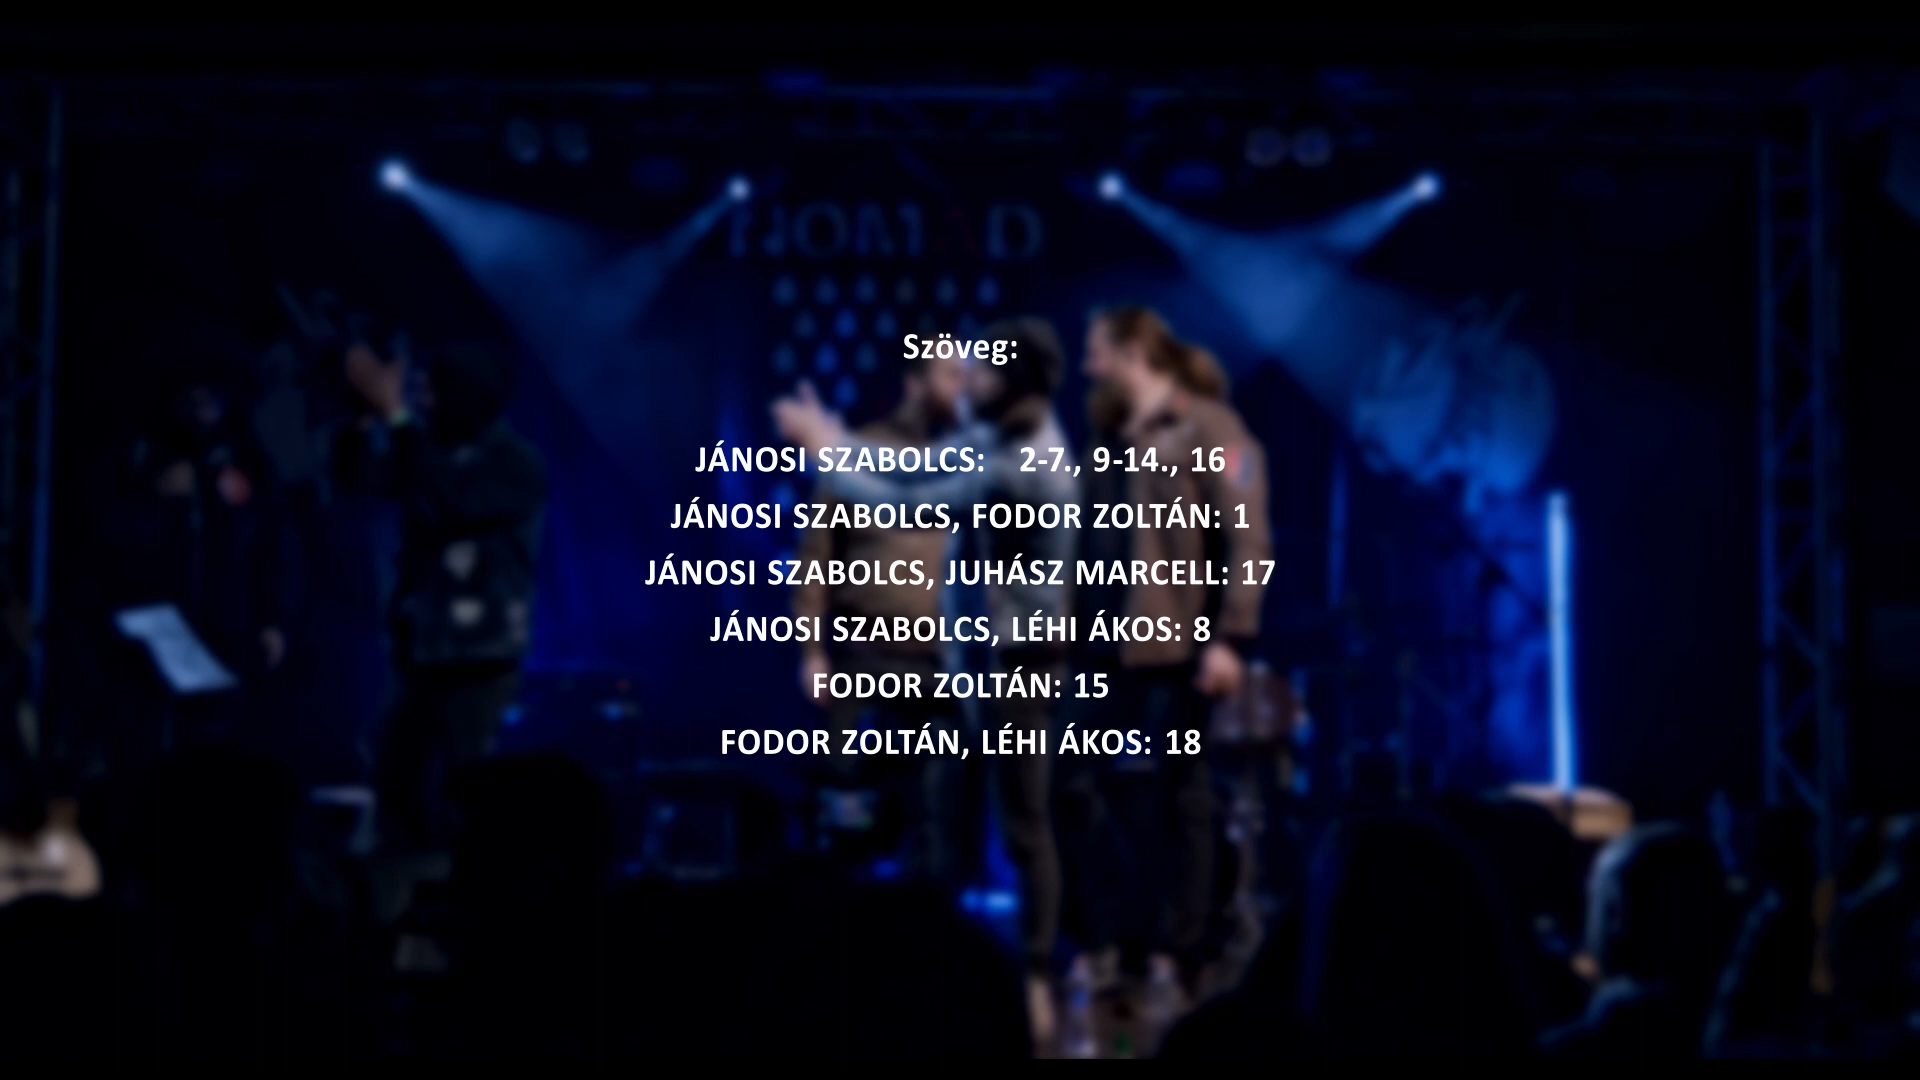 NOMAD
Szöveg:
JÁNOSI SZABOLCS: 2-7., 9-14., 16
JÁNOSI SZABOLCS, FODOR ZOLTÁN: 1
JÁNOSI SZABOLCS, JUHÁSZ MARCELL: 17
JÁNOSI SZABOLCS, LÉHI ÁKOS: 8
FODOR ZOLTÁN: 15
FODOR ZOLTÁN, LÉHI ÁKOS: 18